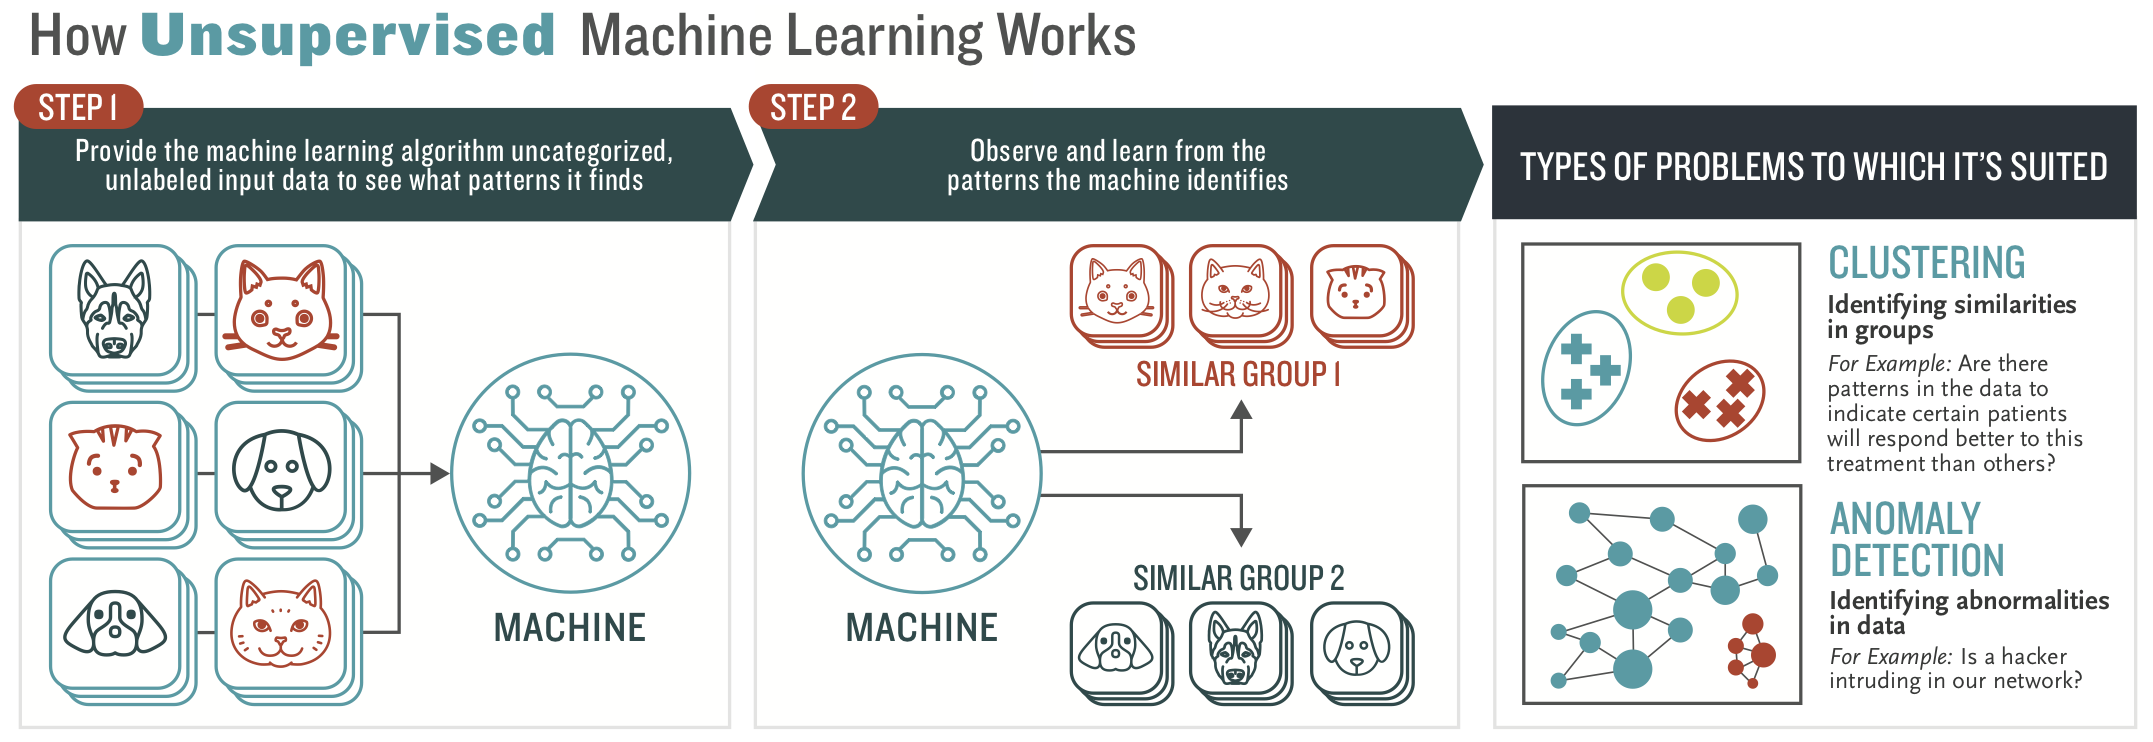 How Unsupervised Machine Learning Works
STEP 1
Provide the machine learning algorithm uncategorized,
unlabeled input data to see what patterns it finds
MACHINE
STEP 2
Observe and learn from the
patterns the machine identifies
SIMILAR GROUP 1
MACHINE
SIMILAR GROUP 2
TYPES OF PROBLEMS TO WHICH IT'S SUITED
CLUSTERING
Identifying similarities
in groups
For Example: Are there
patterns in the data to
indicate certain patients
will respond better to this
treatment than others?
ANOMALY
DETECTION
Identifying abnormalities
in data
For Example: Is a hacker
intruding in our network?